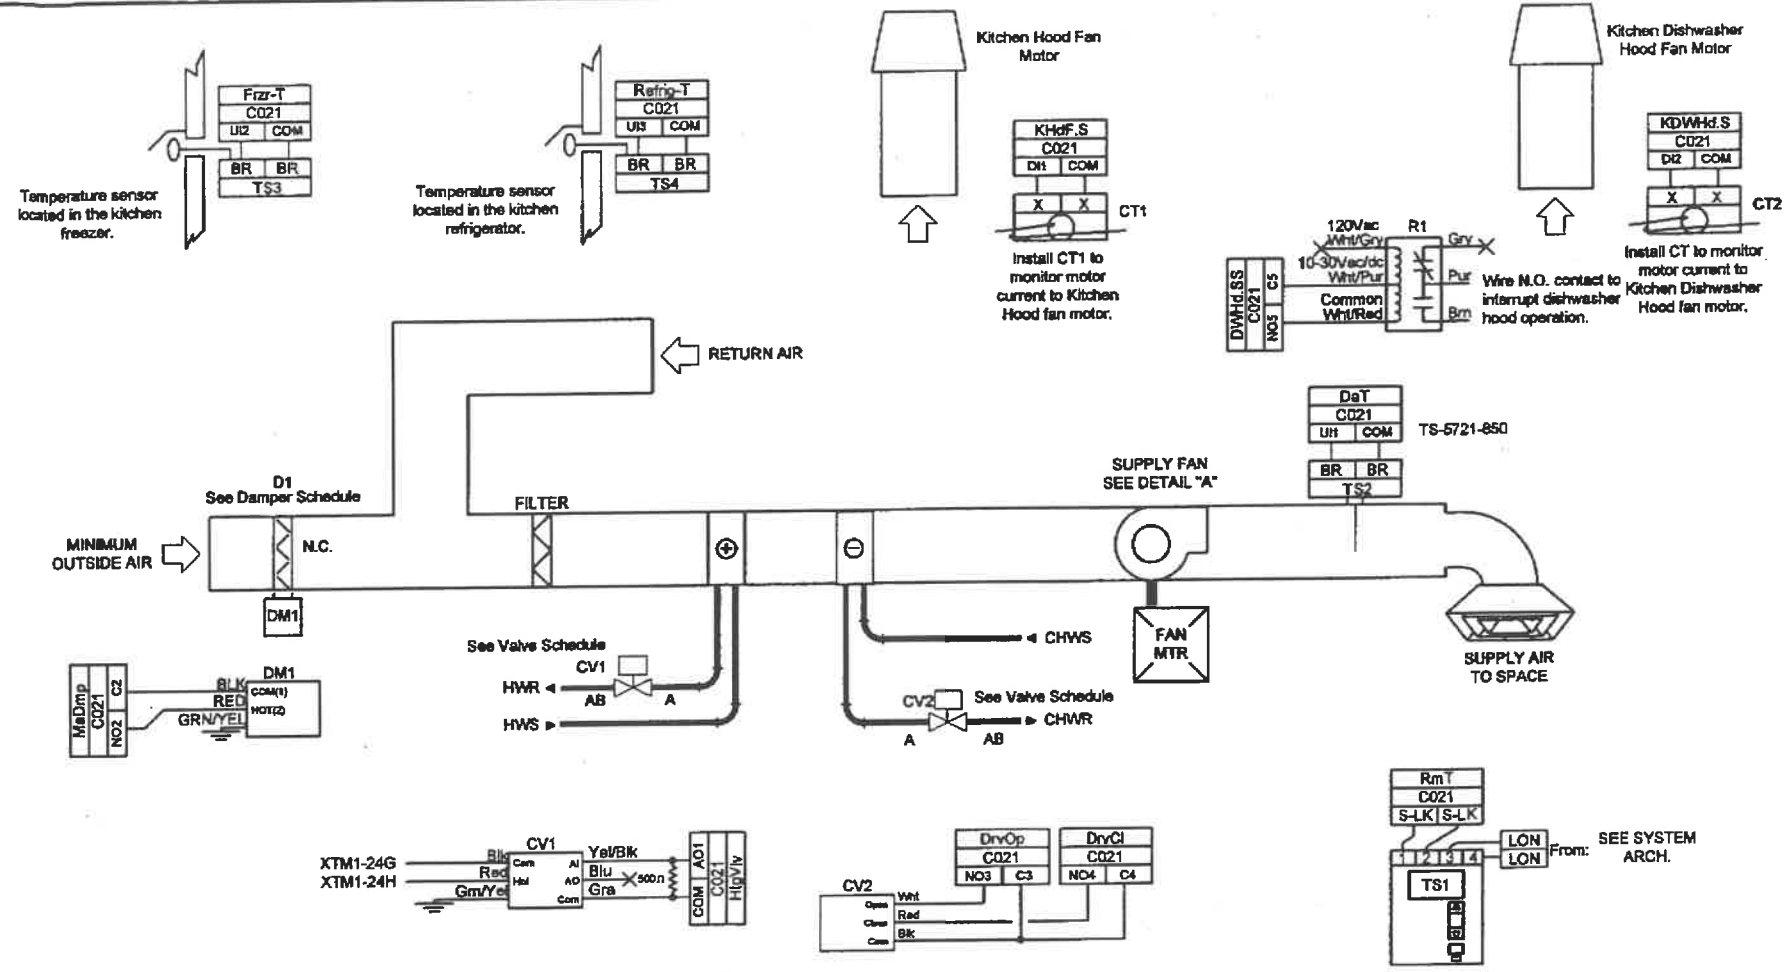 Kitchen Hood Fan
Motor
Kitchen Dishwasher
Hood Fan Motor
Frzr-T
C021
UI2 COM
BR BR
TS3
Temperature sensor
located in the kitchen
freezer.
Refrig-T
C021
UI3 COM
BR BR
TS4
Temperature sensor
located in the kitchen
refrigerator.
KHdF.S
C021
DI1 COM
X X
CT1
Install CT1 to
monitor motor
current to Kitchen
Hood fan motor.
KDWHd.S
C021
DI2 COM
X X
CT2
Install CT to monitor
motor current to
Kitchen Dishwasher
Hood fan motor.
120Vac
Wht/Gry
10-30Vac/dc
Wht/Pur
Common
Wht/Red
R1
Gry
Pur
Brn
Wire N.O. contact to
interrupt dishwasher
hood operation.
DWHd.SS
C021
NO5 C5
RETURN AIR
DaT
C021
UI1 COM
BR BR
TS2
TS-5721-850
D1
See Damper Schedule
FILTER
SUPPLY FAN
SEE DETAIL "A"
MINIMUM
OUTSIDE AIR
N.C.
DM1
FAN
MTR
SUPPLY AIR
TO SPACE
See Valve Schedule
CV1
HWR
AB A
HWS
CHWS
CV2
See Valve Schedule
CHWR
A AB
MaDmp
C021
NO2 C2
BLK
RED
GRN/YEL
DM1
COM(1)
HOT(2)
XTM1-24G
XTM1-24H
Blk
Red
Grn/Yel
CV1
Com
Hot
AI
AO
Com
Yel/Blk
Blu
Gra
500Ω
COM AO1
C021
HtgVlv
CV2
Open
Close
Com
Wht
Red
Blk
DrvOp
C021
NO3 C3
DrvCl
C021
NO4 C4
RmT
C021
S-LK S-LK
1 2 3 4
TS1
LON
LON
From:
SEE SYSTEM
ARCH.